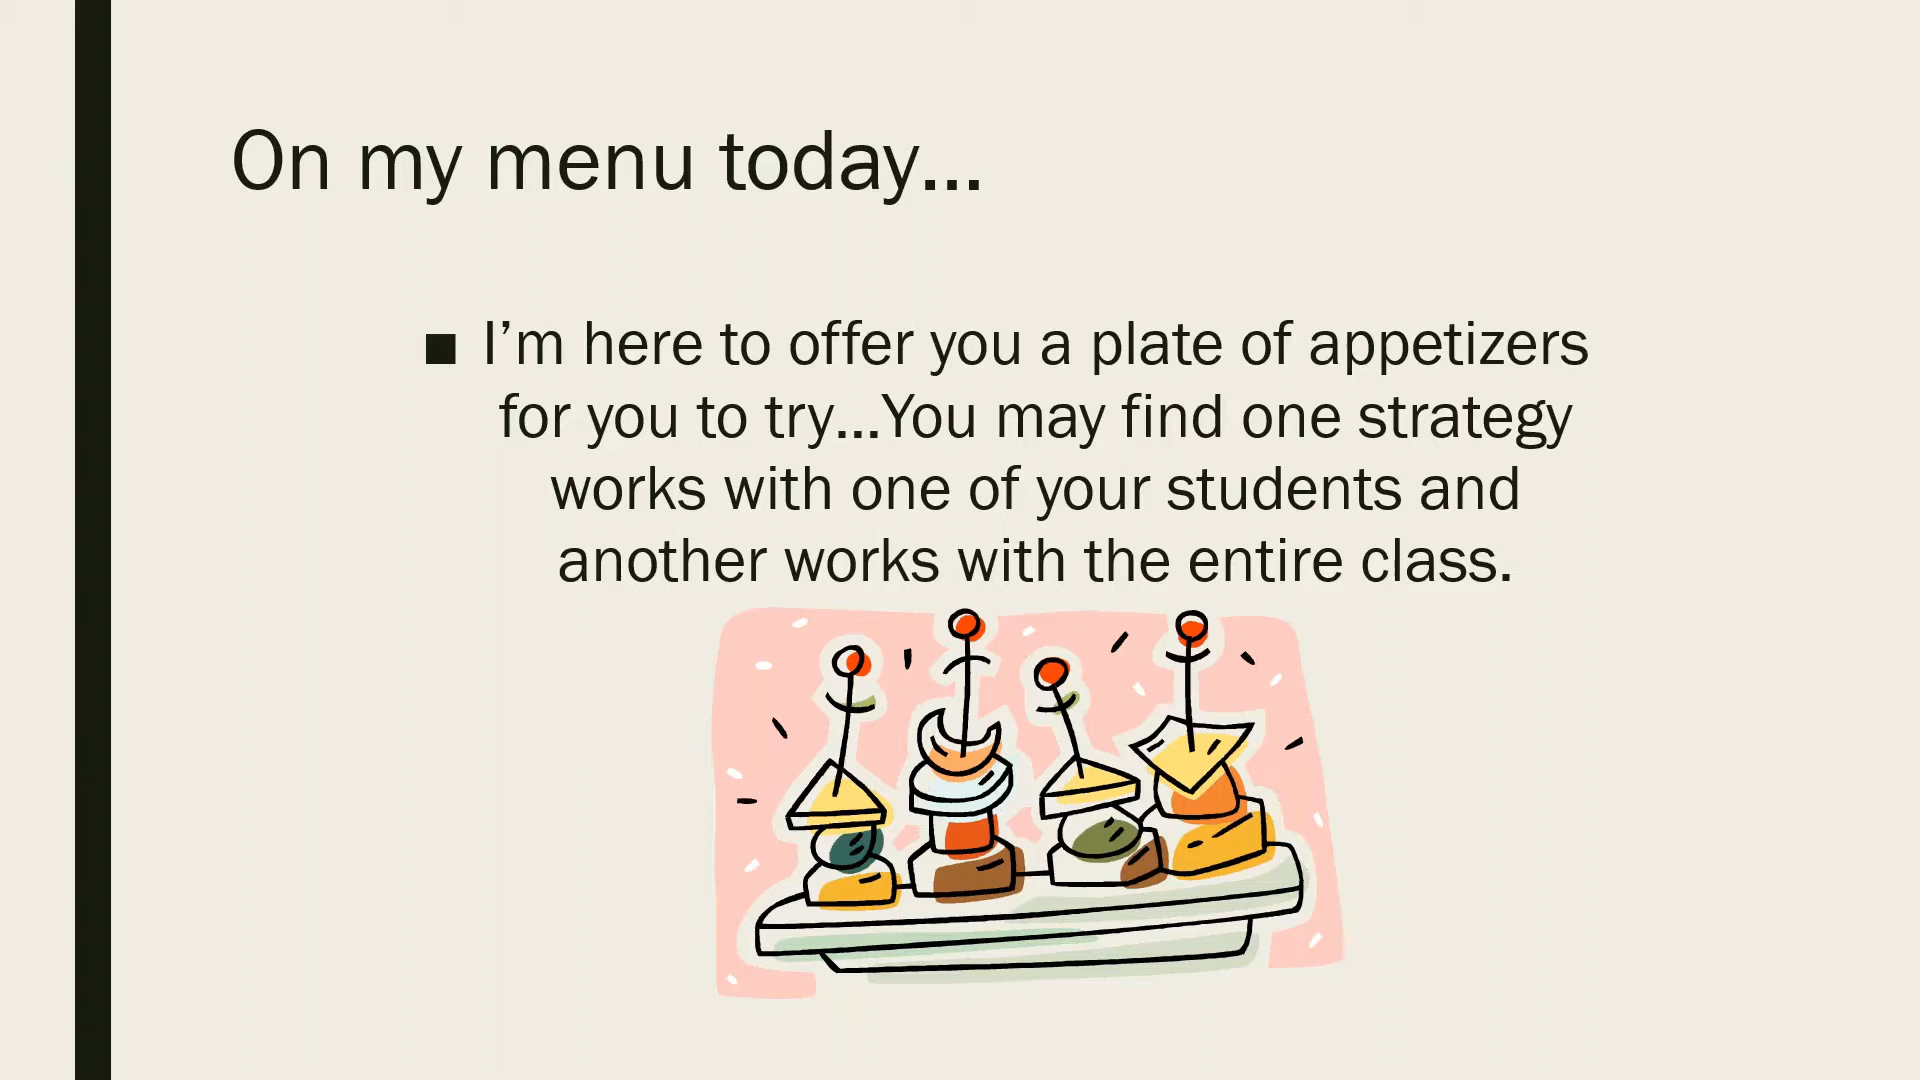 On my menu today…
■ I’m here to offer you a plate of appetizers
for you to try…You may find one strategy
works with one of your students and
another works with the entire class.